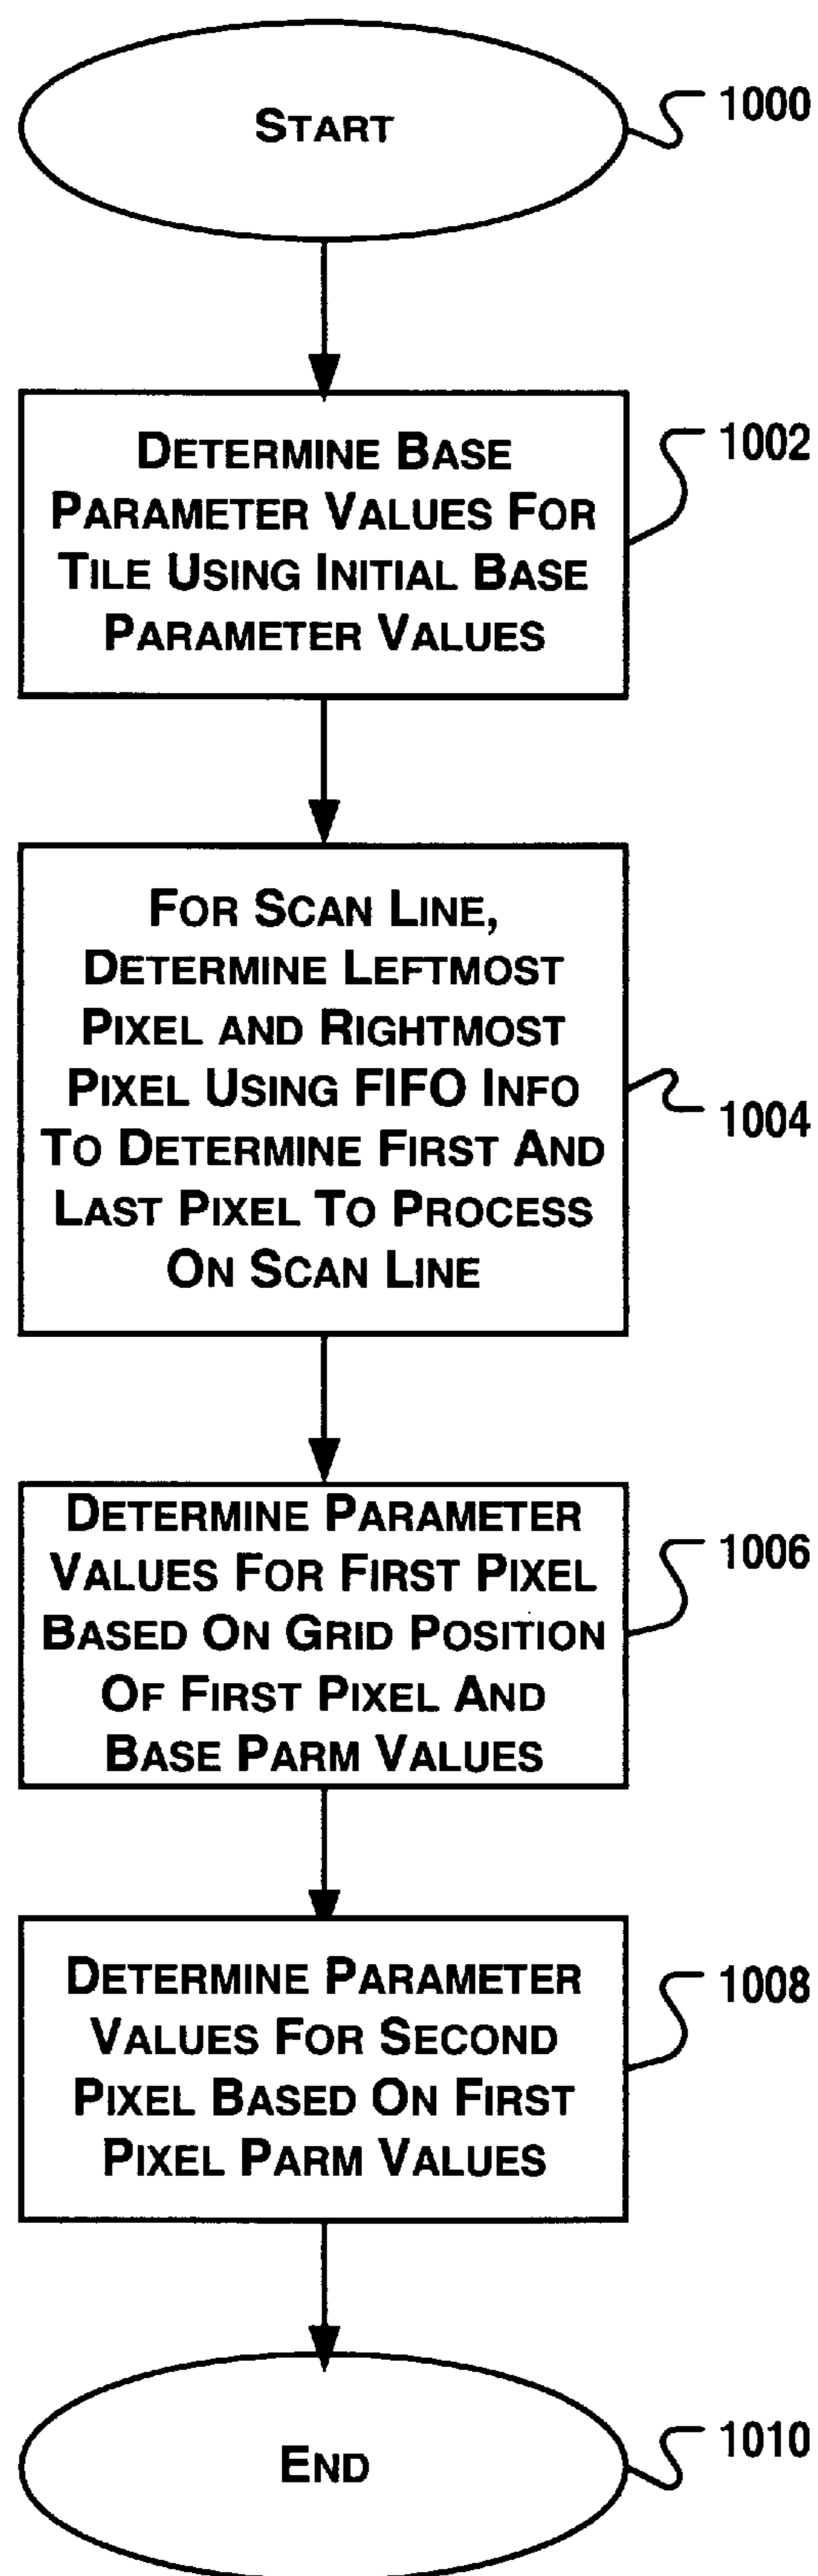 START
1000
DETERMINE BASE
PARAMETER VALUES FOR
TILE USING INITIAL BASE
PARAMETER VALUES
1002
FOR SCAN LINE,
DETERMINE LEFTMOST
PIXEL AND RIGHTMOST
PIXEL USING FIFO INFO
TO DETERMINE FIRST AND
LAST PIXEL TO PROCESS
ON SCAN LINE
1004
DETERMINE PARAMETER
VALUES FOR FIRST PIXEL
BASED ON GRID POSITION
OF FIRST PIXEL AND
BASE PARM VALUES
1006
DETERMINE PARAMETER
VALUES FOR SECOND
PIXEL BASED ON FIRST
PIXEL PARM VALUES
1008
END
1010